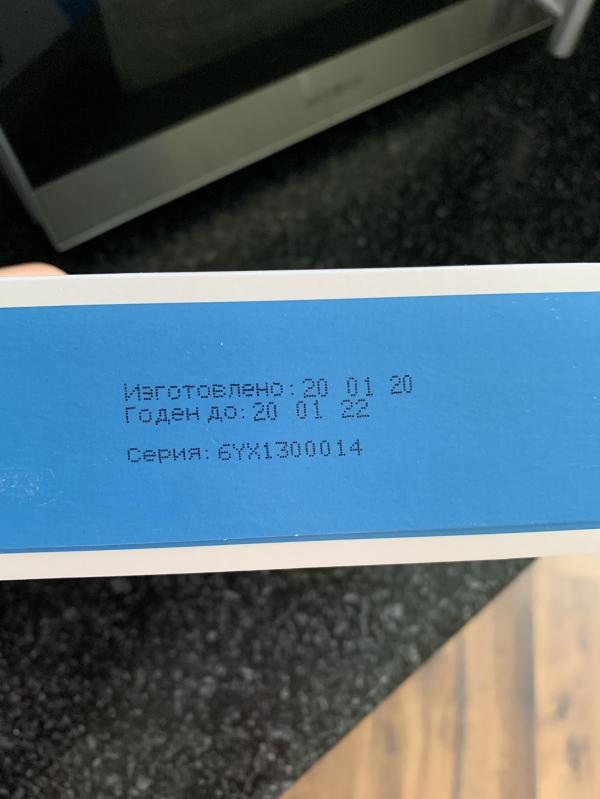 Изготовлено: 20 01 20
Годен до: 20 01 22
Серия: 6YX1300014